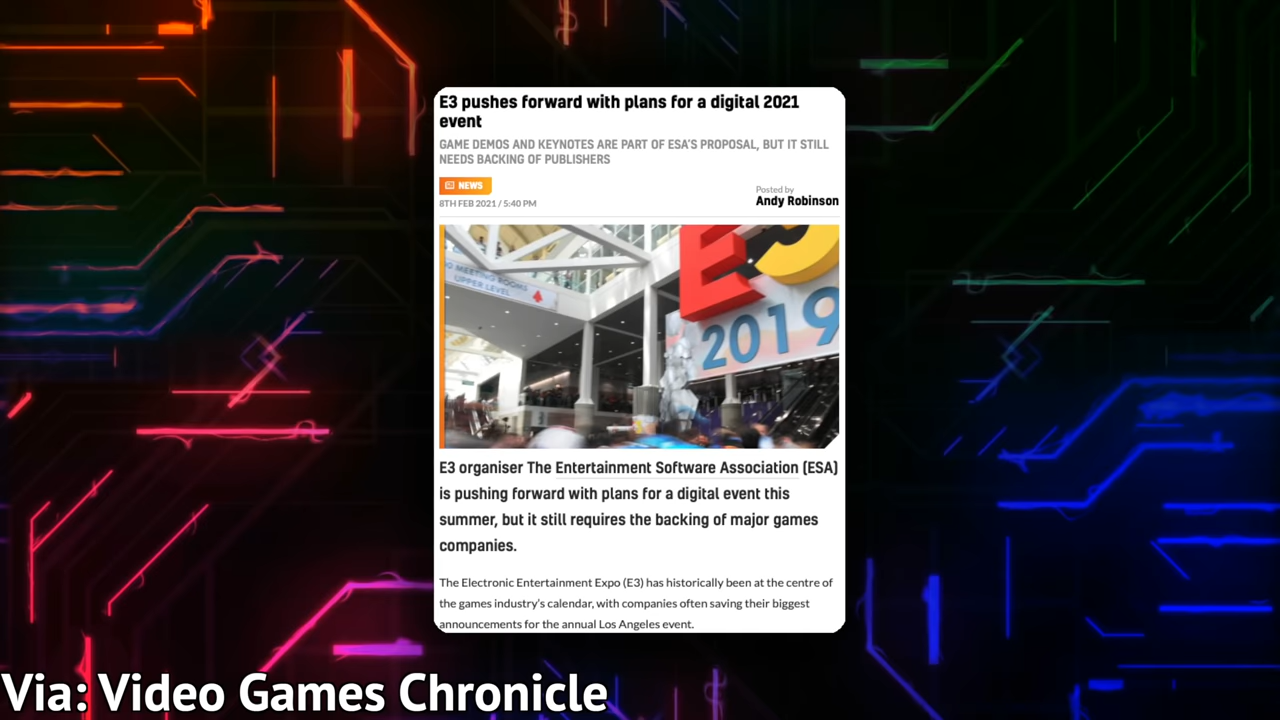 E3 pushes forward with plans for a digital 2021
event
GAME DEMOS AND KEYNOTES ARE PART OF ESA'S PROPOSAL, BUT IT STILL
NEEDS BACKING OF PUBLISHERS
NEWS
8TH FEB 2021 / 5:40 PM
Posted by
Andy Robinson
MEETING ROOMS
UPPER LEVEL
E3
2019
E3 organiser The Entertainment Software Association (ESA)
is pushing forward with plans for a digital event this
summer, but it still requires the backing of major games
companies.
The Electronic Entertainment Expo (E3) has historically been at the centre of
the games industry's calendar, with companies often saving their biggest
announcements for the annual Los Angeles event.
Via: Video Games Chronicle